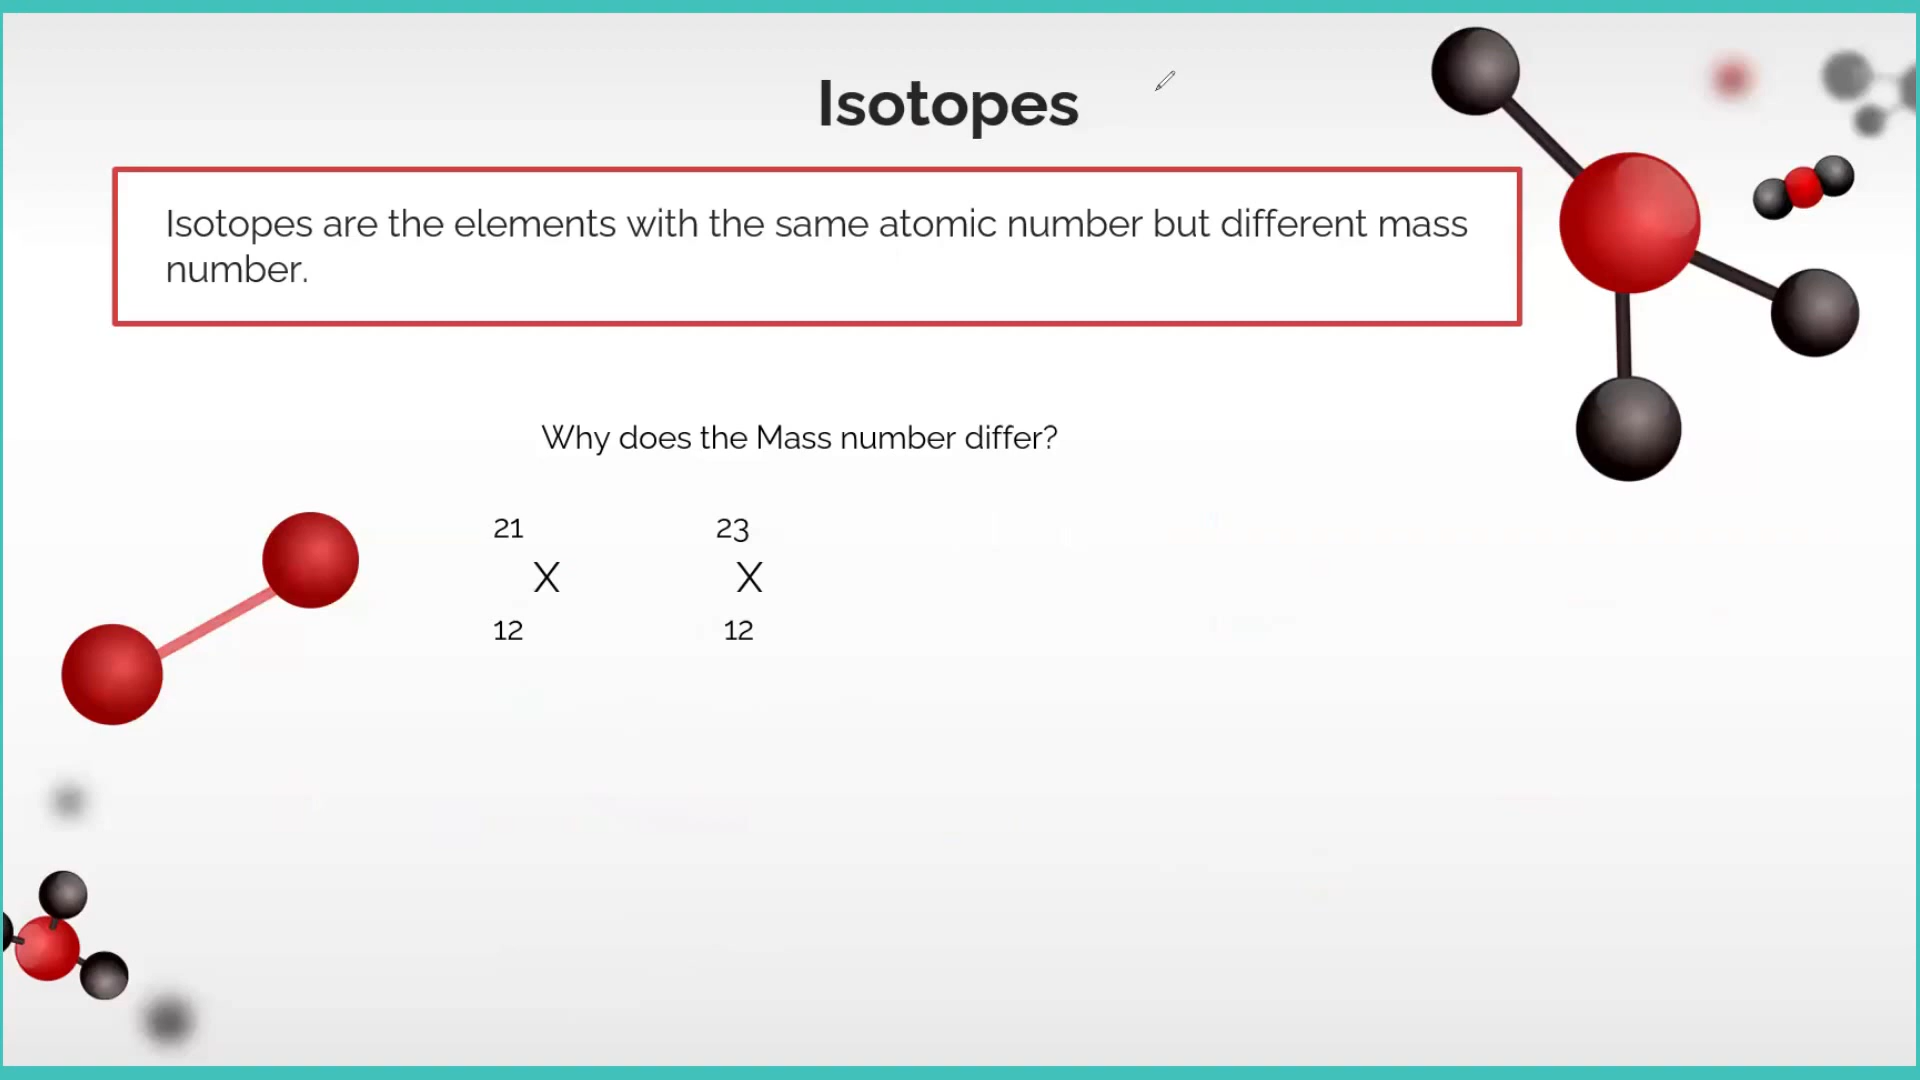 Isotopes
Isotopes are the elements with the same atomic number but different mass
number.
Why does the Mass number differ?
21 23
X X
12 12